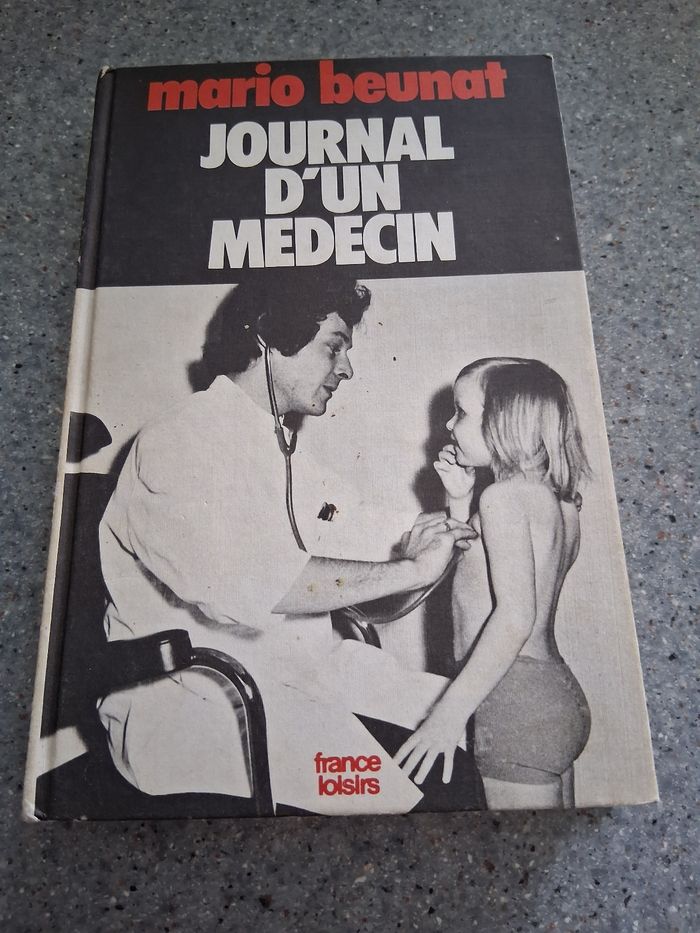 mario beunat
JOURNAL
D'UN
MEDECIN
france
loisirs